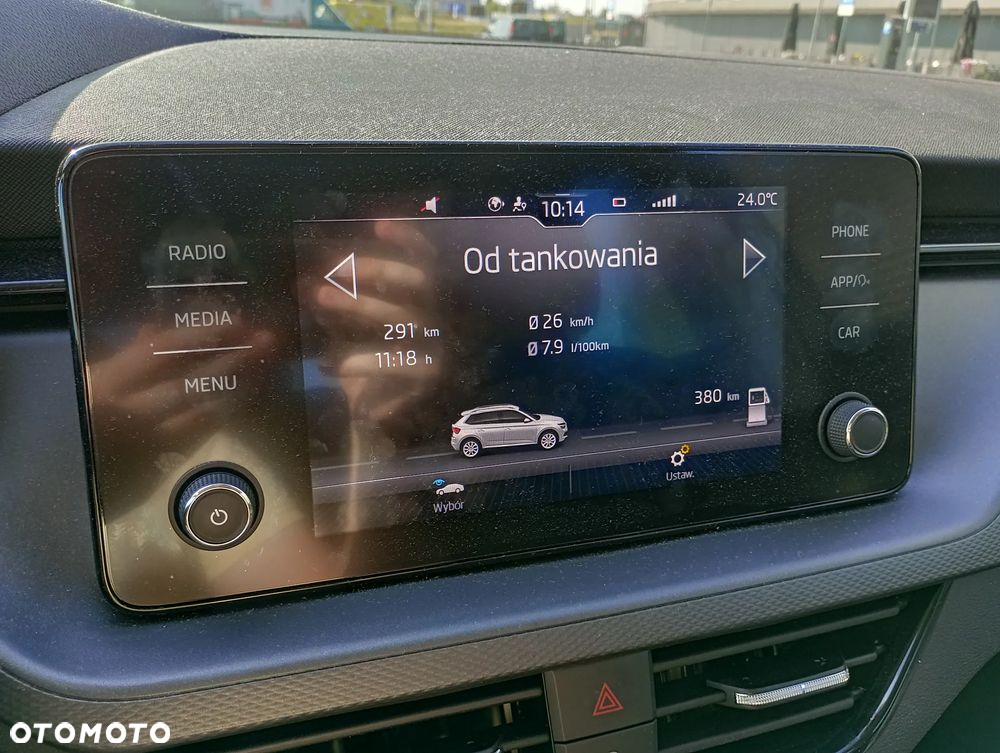 10:14
24.0°C
RADIO
MEDIA
MENU
Od tankowania
291 km
11:18 h
Ø 26 km/h
Ø 7.9 l/100km
380 km
Wybór
Ustaw.
PHONE
APP/
CAR
OTOMOTO